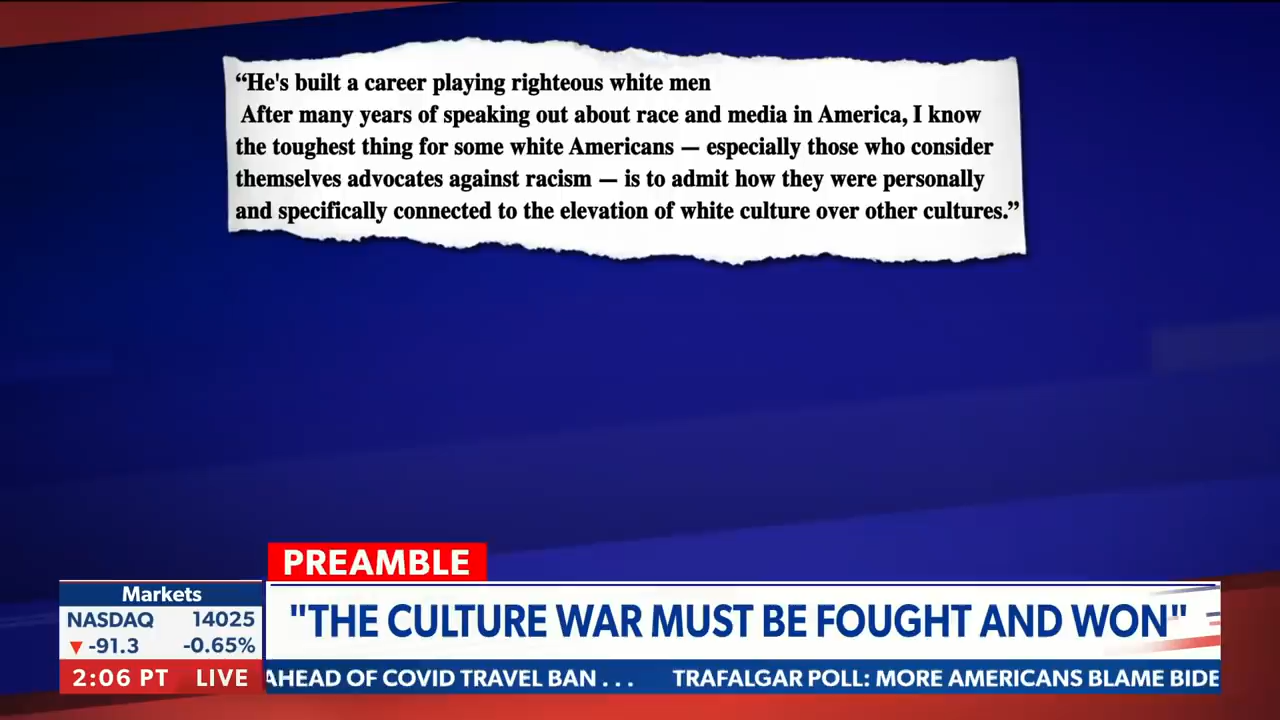 “He's built a career playing righteous white men
After many years of speaking out about race and media in America, I know
the toughest thing for some white Americans — especially those who consider
themselves advocates against racism — is to admit how they were personally
and specifically connected to the elevation of white culture over other cultures.”
PREAMBLE
"THE CULTURE WAR MUST BE FOUGHT AND WON"
Markets
NASDAQ 14025
▼ -91.3 -0.65%
2:06 PT LIVE
AHEAD OF COVID TRAVEL BAN . . . TRAFALGAR POLL: MORE AMERICANS BLAME BIDE